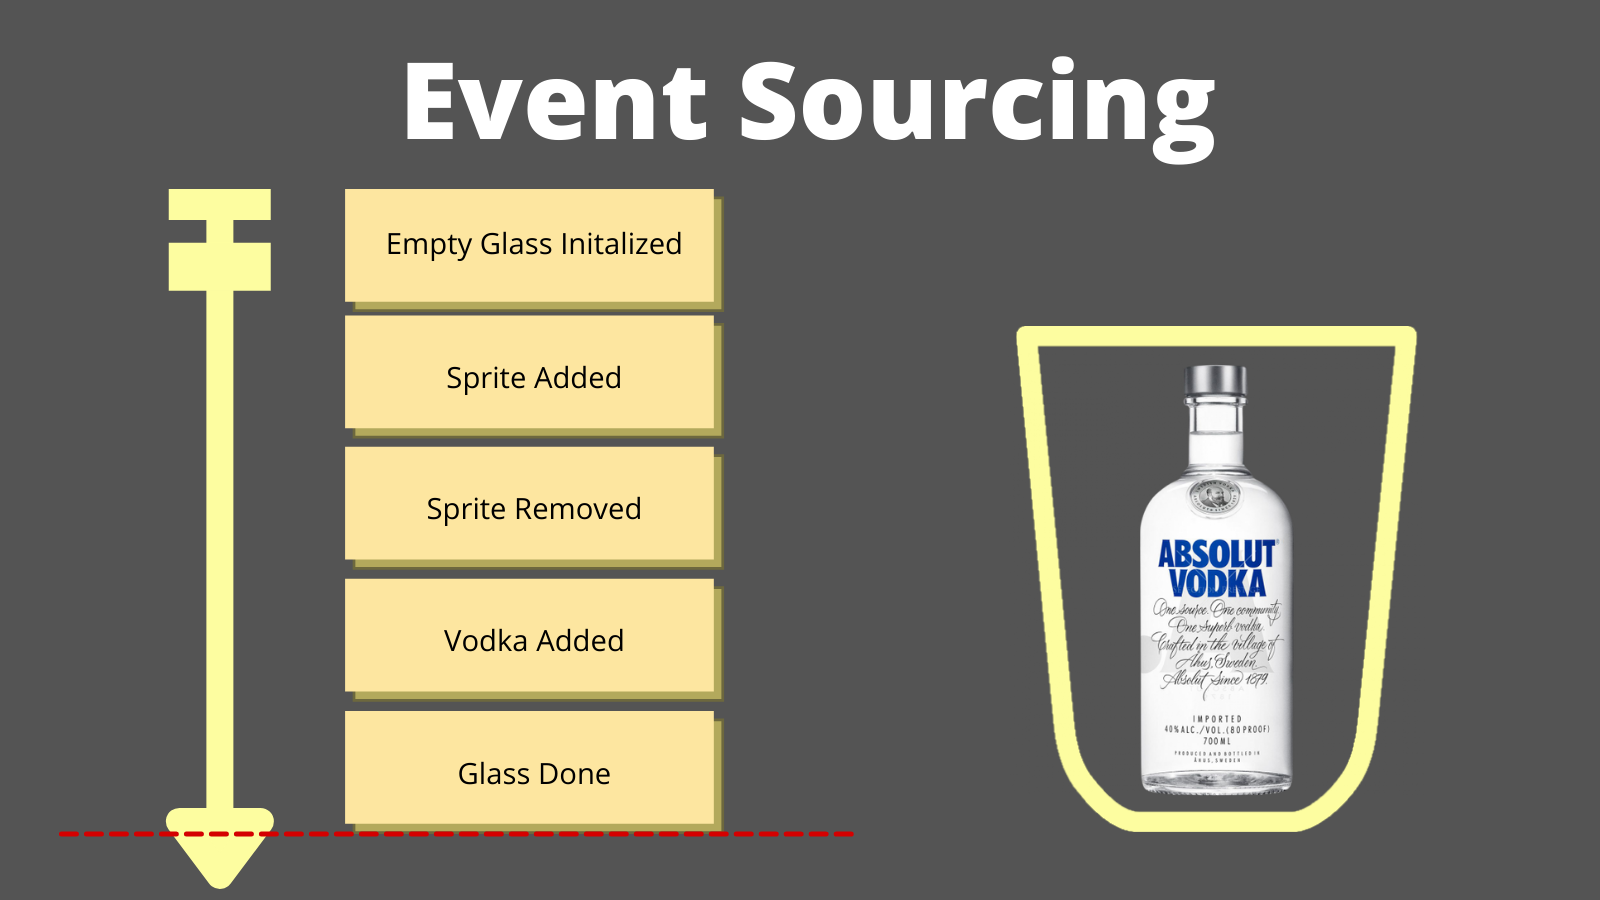 Event Sourcing
Empty Glass Initalized
Sprite Added
Sprite Removed
Vodka Added
Glass Done
ABSOLUT
VODKA
One source. One community.
One superb vodka.
Crafted in the village of
Åhus, Sweden.
Absolut Since 1879.
IMPORTED
40%ALC./VOL.(80 PROOF)
700ML
PRODUCED AND BOTTLED IN
ÅHUS, SWEDEN